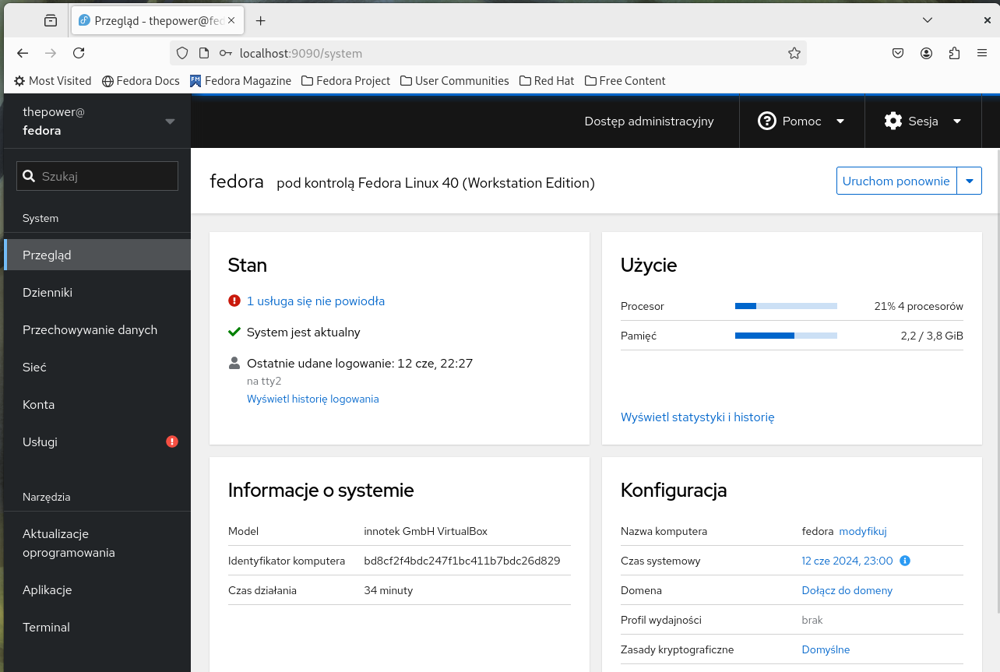 Przegląd - thepower@fed
localhost:9090/system
Most Visited Fedora Docs Fedora Magazine Fedora Project User Communities Red Hat Free Content
thepower@
fedora
Dostęp administracyjny Pomoc Sesja
Szukaj
System
Przegląd
Dzienniki
Przechowywanie danych
Sieć
Konta
Usługi
Narzędzia
Aktualizacje
oprogramowania
Aplikacje
Terminal
fedora pod kontrolą Fedora Linux 40 (Workstation Edition)
Uruchom ponownie
Stan
1 usługa się nie powiodła
System jest aktualny
Ostatnie udane logowanie: 12 cze, 22:27
na tty2
Wyświetl historię logowania
Użycie
Procesor 21% 4 procesorów
Pamięć 2,2 / 3,8 GiB
Wyświetl statystyki i historię
Informacje o systemie
Model innotek GmbH VirtualBox
Identyfikator komputera bd8cf2f4bdc247f1bc411b7bdc26d829
Czas działania 34 minuty
Konfiguracja
Nazwa komputera fedora modyfikuj
Czas systemowy 12 cze 2024, 23:00
Domena Dołącz do domeny
Profil wydajności brak
Zasady kryptograficzne Domyślne